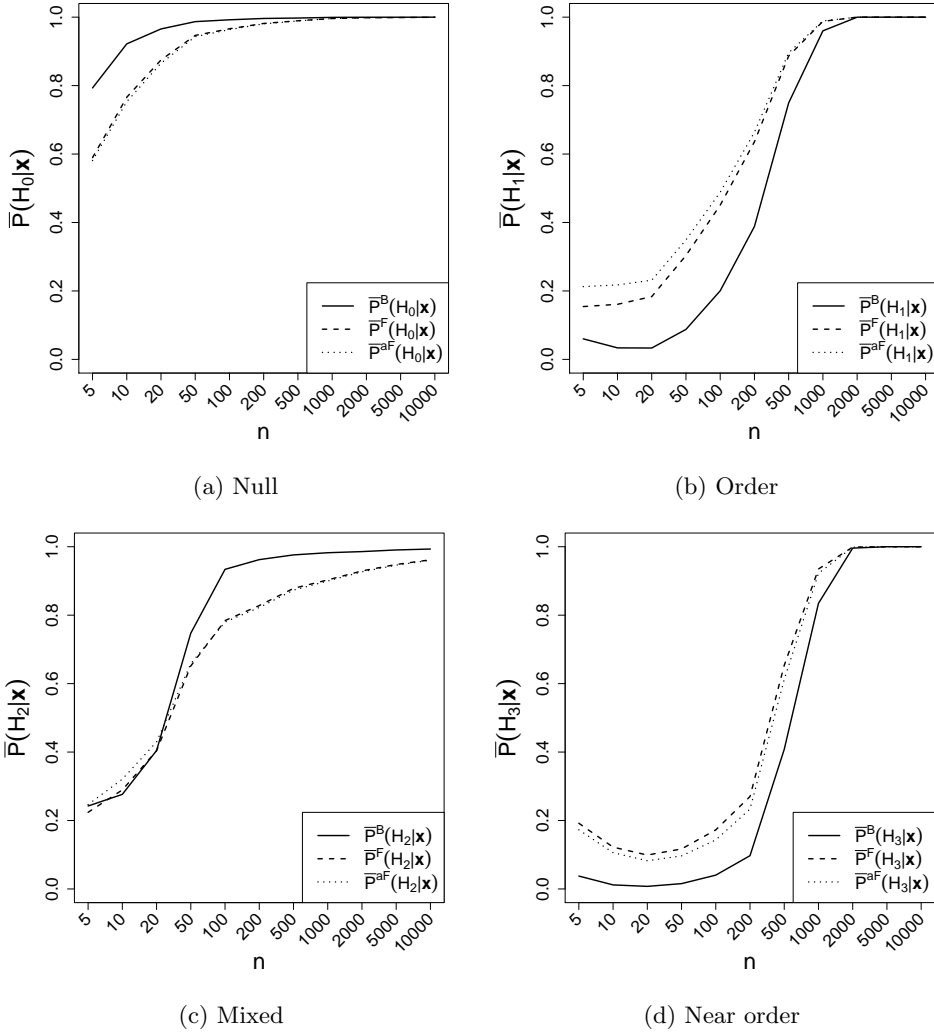 P̅(H₀|x)
1.0
0.8
0.6
0.4
0.2
0.0
P̅ᴮ(H₀|x)
P̅ᶠ(H₀|x)
P̅ᵃᶠ(H₀|x)
5 10 20 50 100 200 500 1000 2000 5000 10000
n
(a) Null
P̅(H₁|x)
1.0
0.8
0.6
0.4
0.2
0.0
P̅ᴮ(H₁|x)
P̅ᶠ(H₁|x)
P̅ᵃᶠ(H₁|x)
5 10 20 50 100 200 500 1000 2000 5000 10000
n
(b) Order
P̅(H₂|x)
1.0
0.8
0.6
0.4
0.2
0.0
P̅ᴮ(H₂|x)
P̅ᶠ(H₂|x)
P̅ᵃᶠ(H₂|x)
5 10 20 50 100 200 500 1000 2000 5000 10000
n
(c) Mixed
P̅(H₃|x)
1.0
0.8
0.6
0.4
0.2
0.0
P̅ᴮ(H₃|x)
P̅ᶠ(H₃|x)
P̅ᵃᶠ(H₃|x)
5 10 20 50 100 200 500 1000 2000 5000 10000
n
(d) Near order